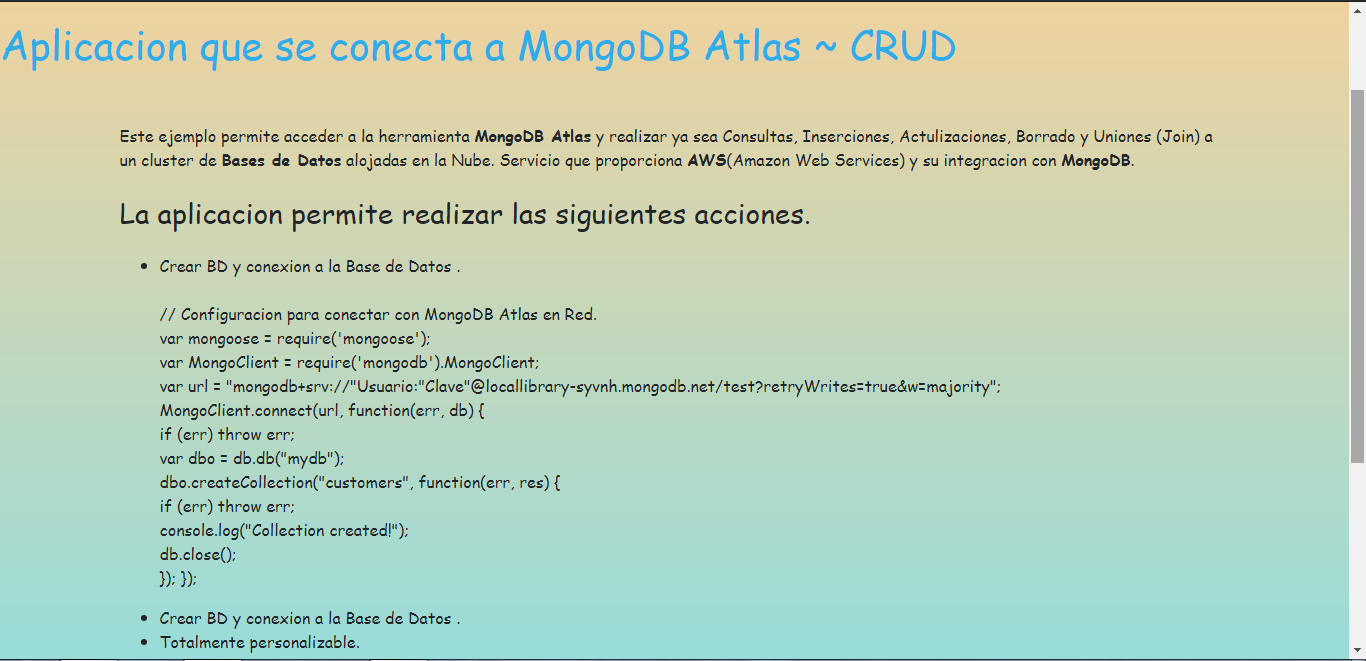 Aplicacion que se conecta a MongoDB Atlas ~ CRUD
Este ejemplo permite acceder a la herramienta MongoDB Atlas y realizar ya sea Consultas, Inserciones, Actulizaciones, Borrado y Uniones (Join) a
un cluster de Bases de Datos alojadas en la Nube. Servicio que proporciona AWS(Amazon Web Services) y su integracion con MongoDB.
La aplicacion permite realizar las siguientes acciones.
• Crear BD y conexion a la Base de Datos .
// Configuracion para conectar con MongoDB Atlas en Red.
var mongoose = require('mongoose');
var MongoClient = require('mongodb').MongoClient;
var url = "mongodb+srv://"Usuario:"Clave"@locallibrary-syvnh.mongodb.net/test?retryWrites=true&w=majority";
MongoClient.connect(url, function(err, db) {
if (err) throw err;
var dbo = db.db("mydb");
dbo.createCollection("customers", function(err, res) {
if (err) throw err;
console.log("Collection created!");
db.close();
}); });
• Crear BD y conexion a la Base de Datos .
• Totalmente personalizable.